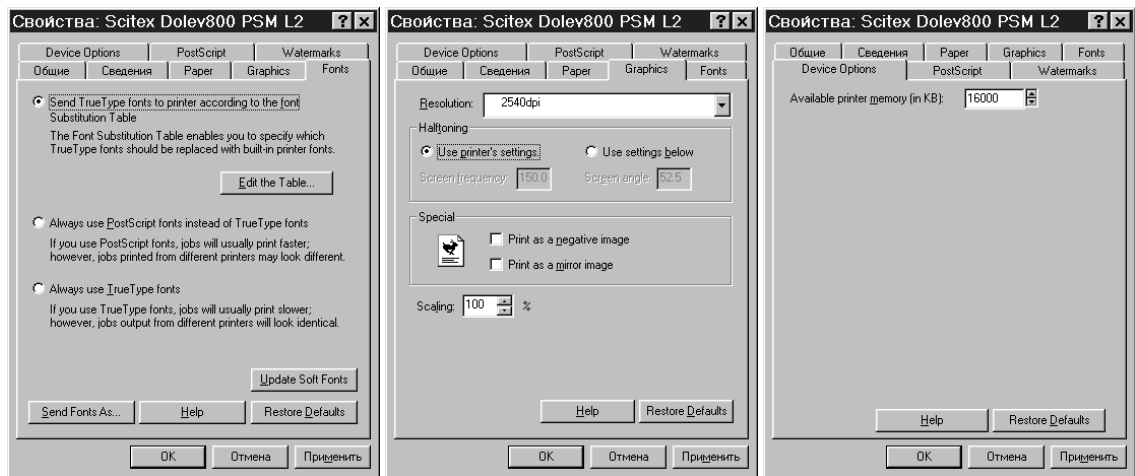 Свойства: Scitex Dolev800 PSM L2
Device Options PostScript Watermarks
Общие Сведения Paper Graphics Fonts
Send TrueType fonts to printer according to the font
Substitution Table
The Font Substitution Table enables you to specify which
TrueType fonts should be replaced with built-in printer fonts.
Edit the Table...
Always use PostScript fonts instead of TrueType fonts
If you use PostScript fonts, jobs will usually print faster;
however, jobs printed from different printers may look different.
Always use TrueType fonts
If you use TrueType fonts, jobs will usually print slower;
however, jobs output from different printers will look identical.
Update Soft Fonts
Send Fonts As... Help Restore Defaults
OK Отмена Применить
Свойства: Scitex Dolev800 PSM L2
Device Options PostScript Watermarks
Общие Сведения Paper Graphics Fonts
Resolution: 2540dpi
Halftoning
Use printer's settings. Use settings below
Screen frequency: 150.0 Screen angle: 52.5
Special
Print as a negative image
Print as a mirror image
Scaling: 100 %
Help Restore Defaults
OK Отмена Применить
Свойства: Scitex Dolev800 PSM L2
Общие Сведения Paper Graphics Fonts
Device Options PostScript Watermarks
Available printer memory (in KB): 16000
Help Restore Defaults
OK Отмена Применить